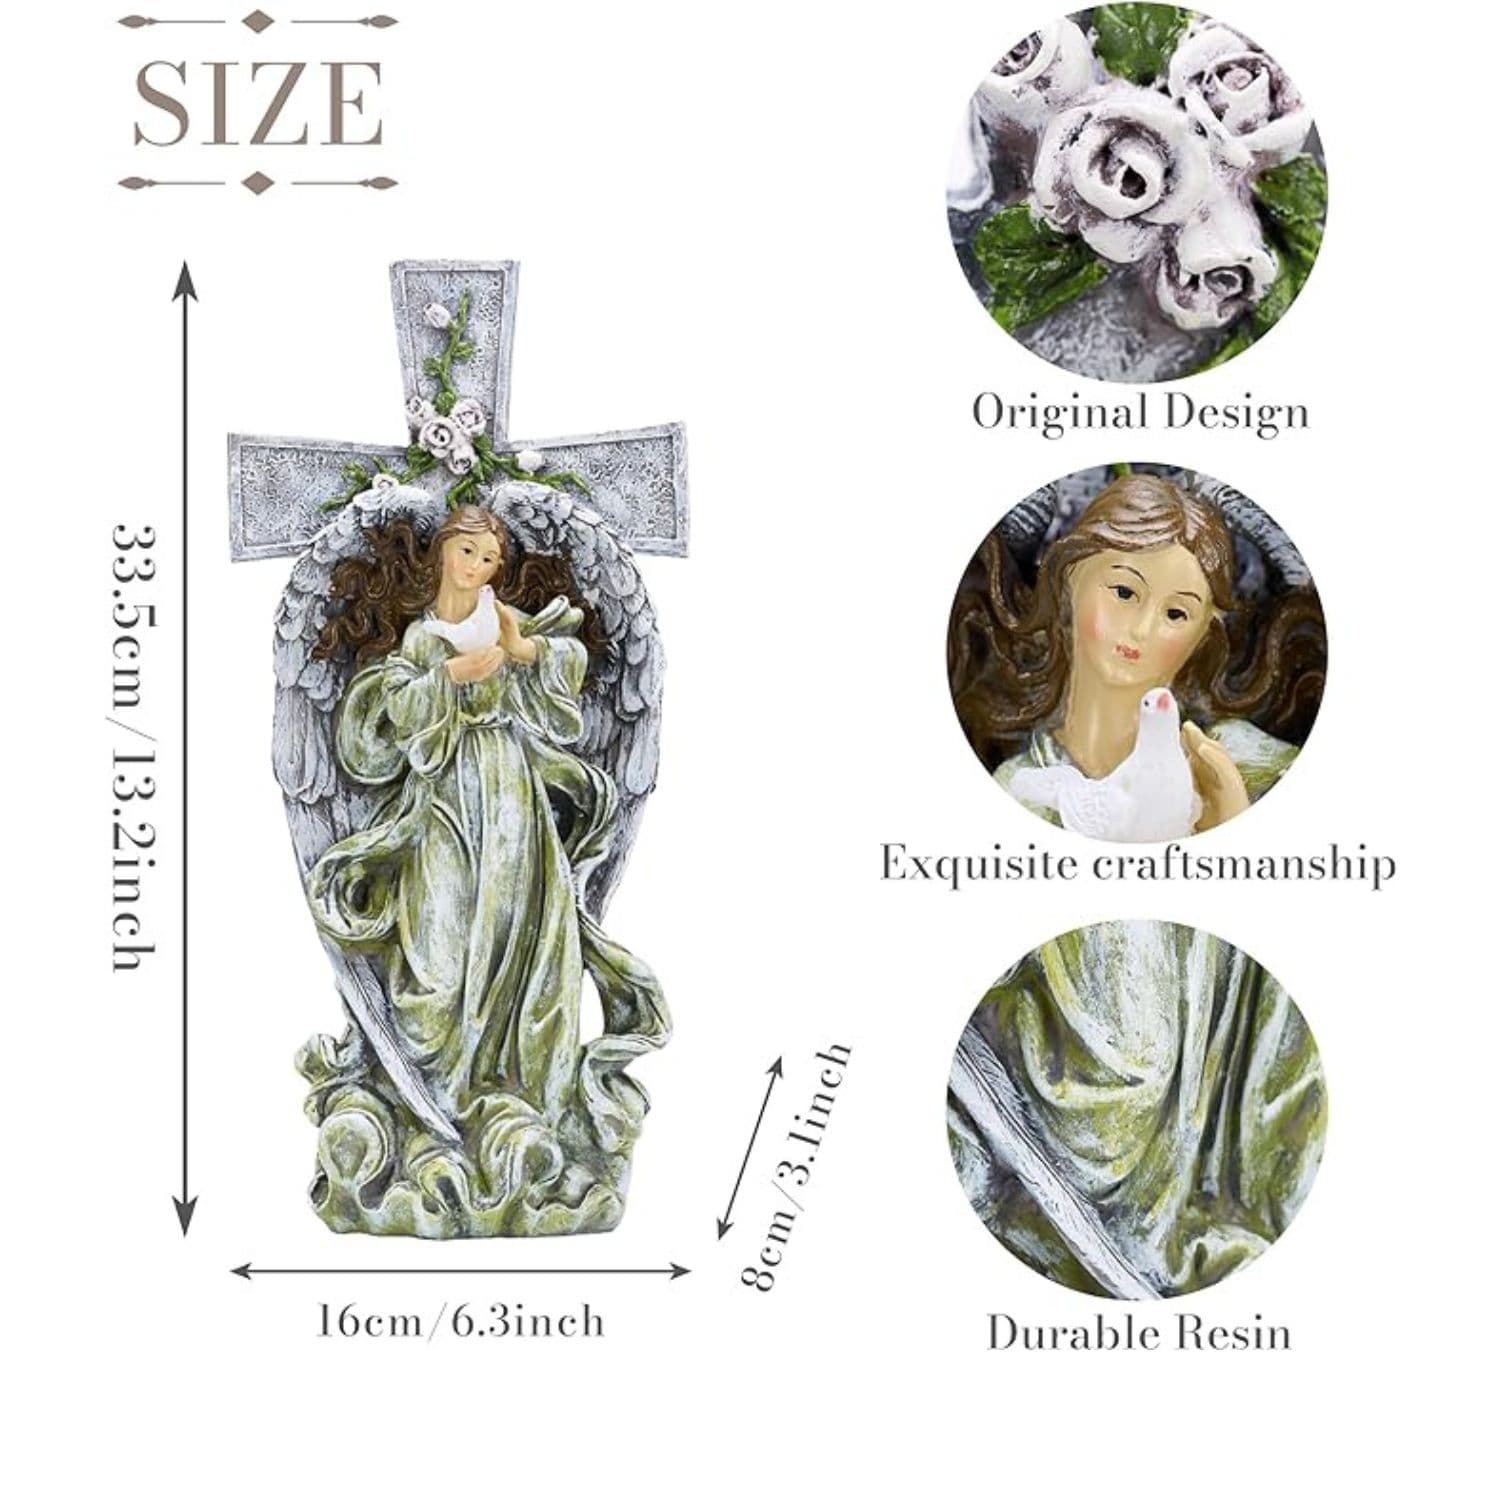 SIZE
33.5cm/13.2inch
16cm/6.3inch
8cm/3.1inch
Original Design
Exquisite craftsmanship
Durable Resin